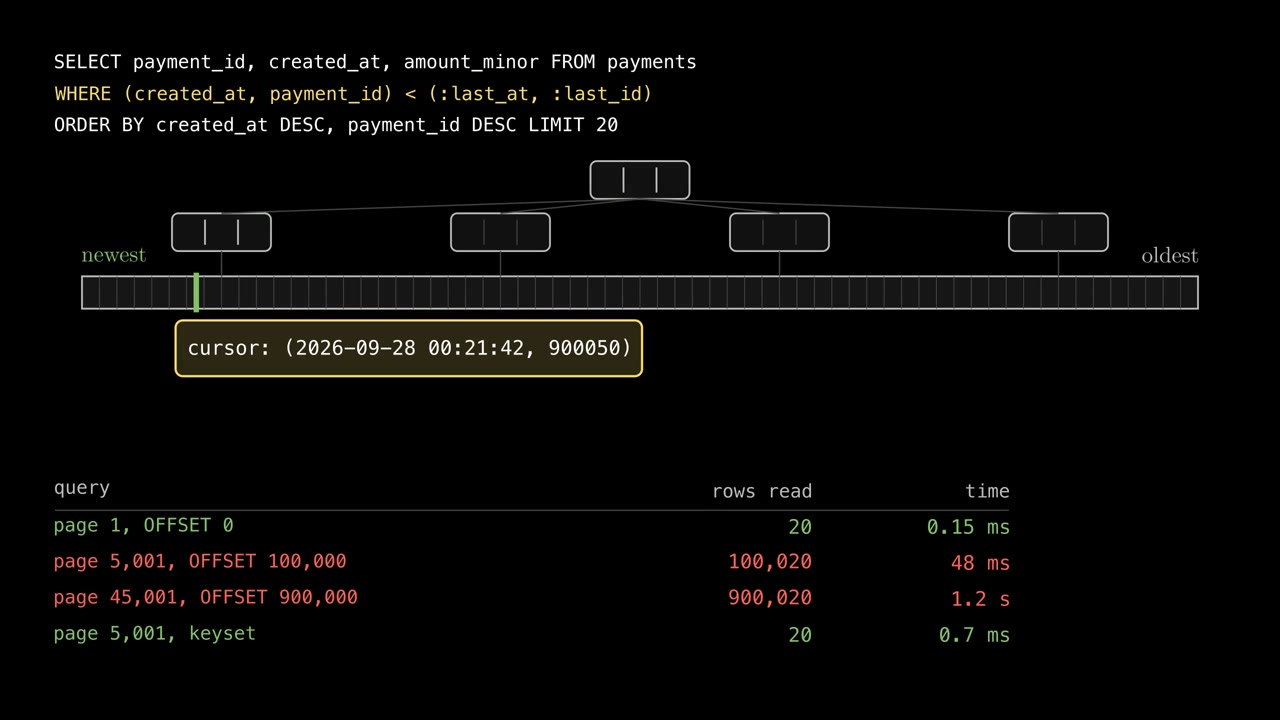 SELECT payment_id, created_at, amount_minor FROM payments
WHERE (created_at, payment_id) < (:last_at, :last_id)
ORDER BY created_at DESC, payment_id DESC LIMIT 20
newest
oldest
cursor: (2026-09-28 00:21:42, 900050)
query rows read time
page 1, OFFSET 0 20 0.15 ms
page 5,001, OFFSET 100,000 100,020 48 ms
page 45,001, OFFSET 900,000 900,020 1.2 s
page 5,001, keyset 20 0.7 ms